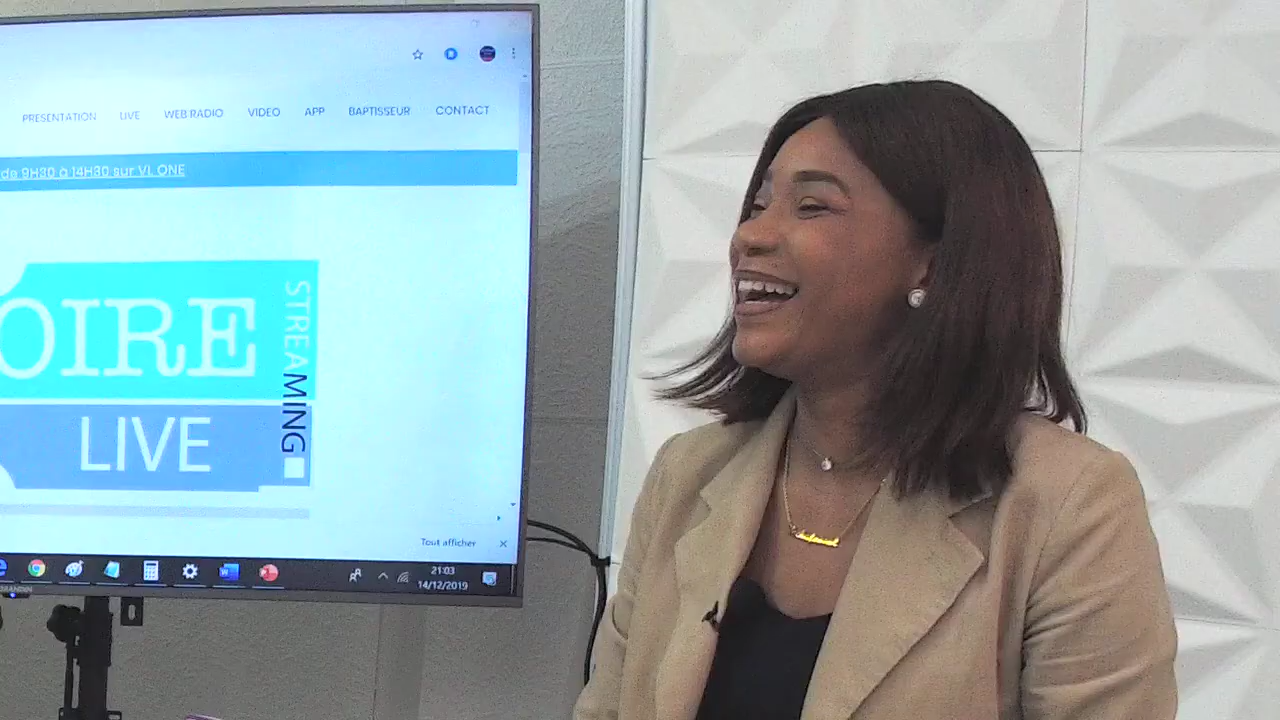 PRESENTATION LIVE WEB RADIO VIDEO APP BAPTISSEUR CONTACT
de 9H30 à 14H30 sur VL ONE
OIRE
STREAMING
LIVE
Tout afficher
21:03
14/12/2019